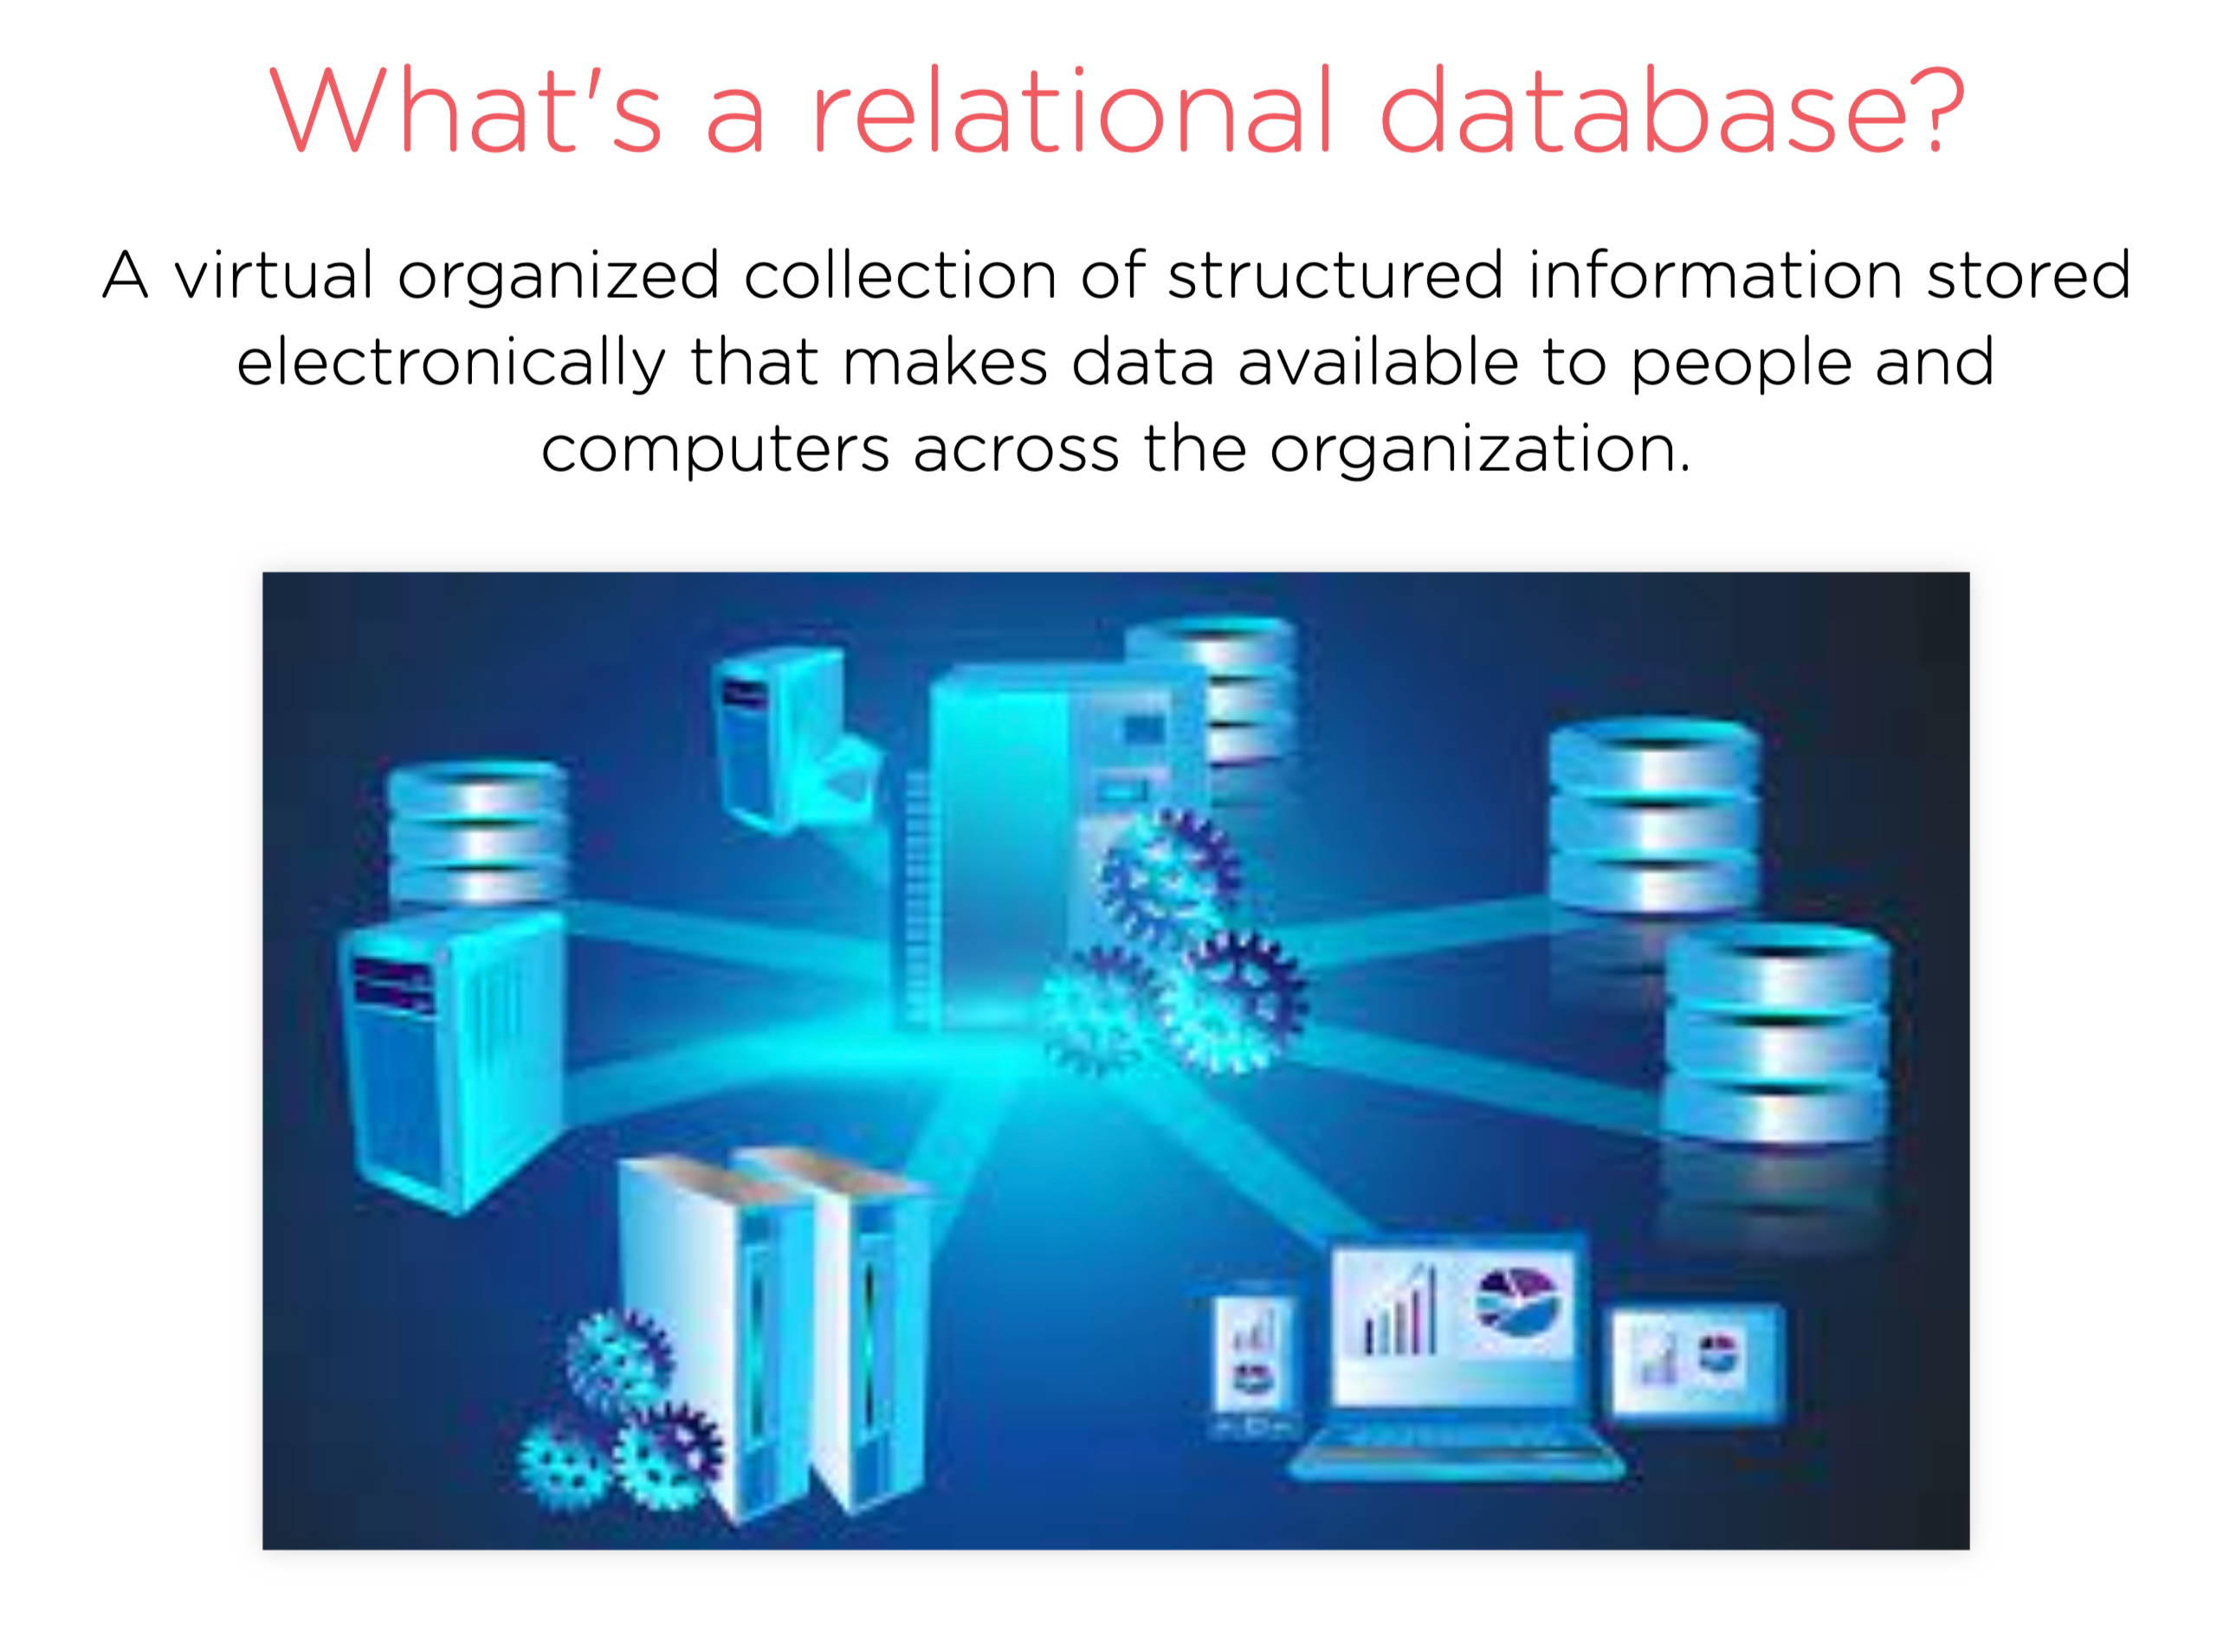 What's a relational database?
A virtual organized collection of structured information stored
electronically that makes data available to people and
computers across the organization.